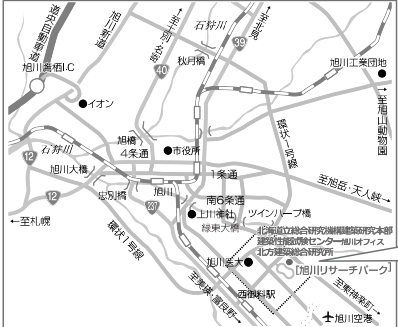 道央自動車道
旭川新道
→至士別・名寄
石狩川
→至北見
39
旭川鷹栖I.C
秋月橋
40
旭川工業団地
→至旭山動物園
イオン
旭橋
市役所
環状1号線
石狩川
4条通
12
旭川大橋
1条通
→至旭岳・天人峡
12
忠別橋
旭川
南6条通
237
上川神社
ツインハープ橋
←至札幌
緑東大橋
環状1号線
北海道立総合研究機構建築研究本部
建築性能試験センター旭川オフィス
北方建築総合研究所
旭川医大
[旭川リサーチパーク]
西御料駅
→至美瑛・富良野
→至東神楽町
旭川空港